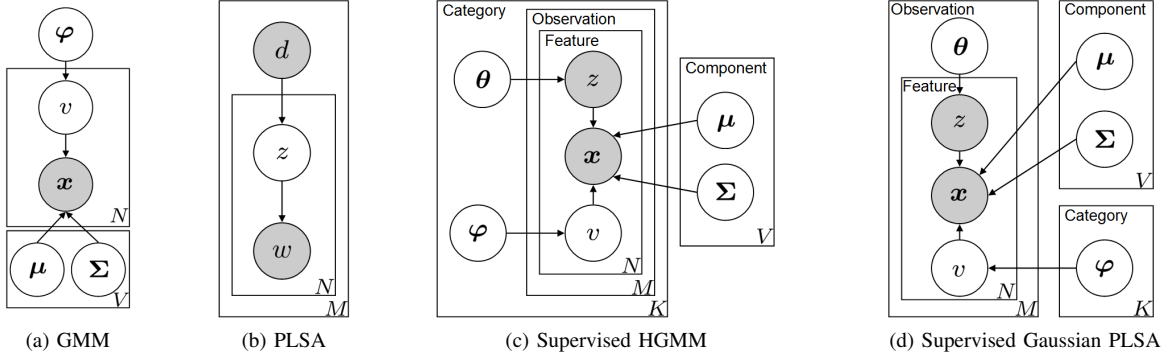 φ
v
x
N
μ Σ
V
(a) GMM
d
z
w
N
M
(b) PLSA
Category
Observation
Feature
θ
z
Component
x
μ
Σ
φ
v
V
N
M
K
(c) Supervised HGMM
Observation
Component
θ
μ
Feature
z
Σ
x
V
Category
v
φ
N
M
K
(d) Supervised Gaussian PLSA